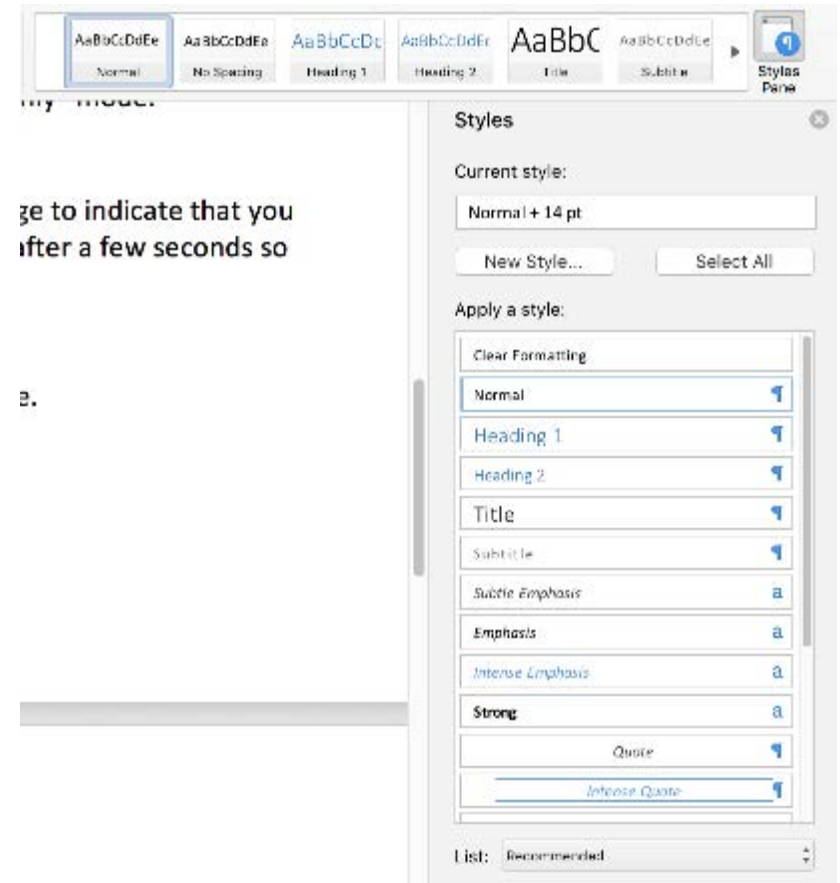 AaBbCcDdEe AaBbCcDdEe AaBbCcDc AaBbCcDdEe AaBbC AaBbCcDdEe
Normal No Spacing Heading 1 Heading 2 Title Subtitle
Styles
Pane
mode.
ge to indicate that you
after a few seconds so
e.
Styles
Current style:
Normal + 14 pt
New Style... Select All
Apply a style:
Clear Formatting
Normal ¶
Heading 1 ¶
Heading 2 ¶
Title ¶
Subtitle ¶
Subtle Emphasis a
Emphasis a
Intense Emphasis a
Strong a
Quote ¶
Intense Quote ¶
List: Recommended